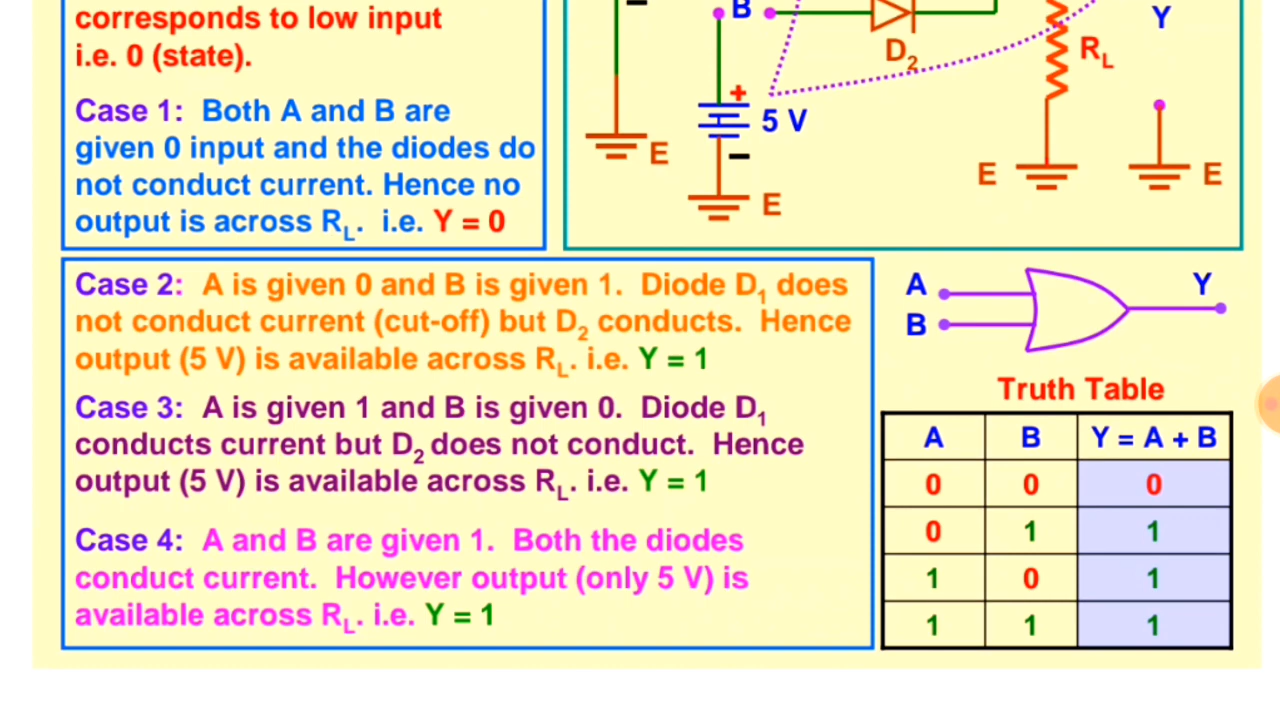 corresponds to low input
i.e. 0 (state).
Case 1: Both A and B are
given 0 input and the diodes do
not conduct current. Hence no
output is across RL. i.e. Y = 0
B
D2
+
5 V
E
E
RL
E
Y
E
Case 2: A is given 0 and B is given 1. Diode D1 does
not conduct current (cut-off) but D2 conducts. Hence
output (5 V) is available across RL. i.e. Y = 1
Case 3: A is given 1 and B is given 0. Diode D1
conducts current but D2 does not conduct. Hence
output (5 V) is available across RL. i.e. Y = 1
Case 4: A and B are given 1. Both the diodes
conduct current. However output (only 5 V) is
available across RL. i.e. Y = 1
A
B
Y
Truth Table
A B Y = A + B
0 0 0
0 1 1
1 0 1
1 1 1